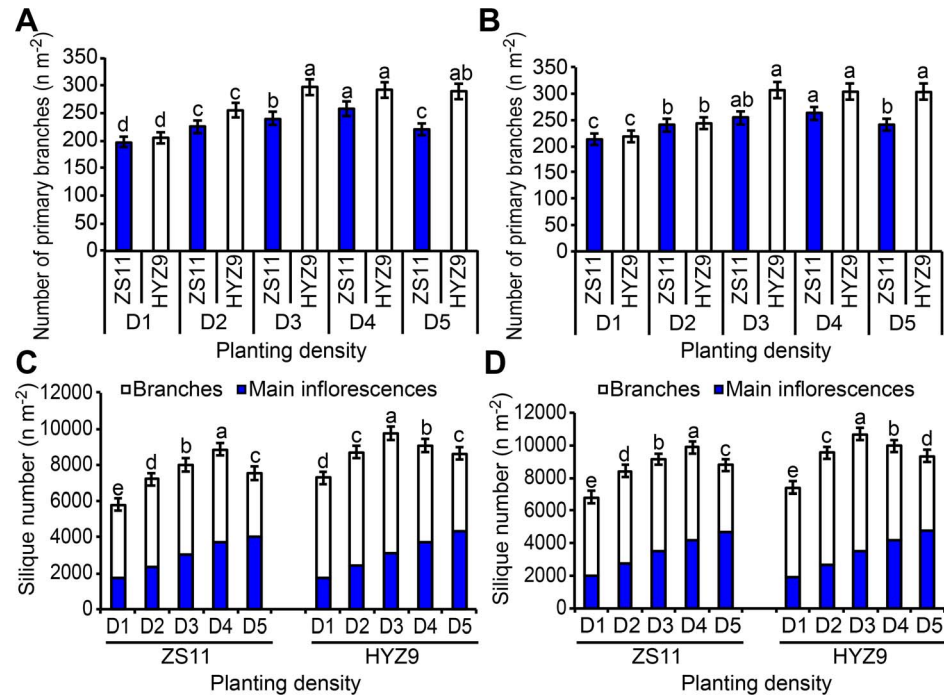 A
Number of primary branches (n m⁻²)
350
300
250
200
150
100
50
0
d d c c b a a a c ab
ZS11 HYZ9 ZS11 HYZ9 ZS11 HYZ9 ZS11 HYZ9 ZS11 HYZ9
D1 D2 D3 D4 D5
Planting density
B
Number of primary branches (n m⁻²)
350
300
250
200
150
100
50
0
c c b b ab a a a b a
ZS11 HYZ9 ZS11 HYZ9 ZS11 HYZ9 ZS11 HYZ9 ZS11 HYZ9
D1 D2 D3 D4 D5
Planting density
C
Branches Main inflorescences
Silique number (n m⁻²)
12000
10000
8000
6000
4000
2000
0
e d b a c d c a b c
D1 D2 D3 D4 D5 D1 D2 D3 D4 D5
ZS11 HYZ9
Planting density
D
Branches Main inflorescences
Silique number (n m⁻²)
12000
10000
8000
6000
4000
2000
0
e d b a c e c a b d
D1 D2 D3 D4 D5 D1 D2 D3 D4 D5
ZS11 HYZ9
Planting density